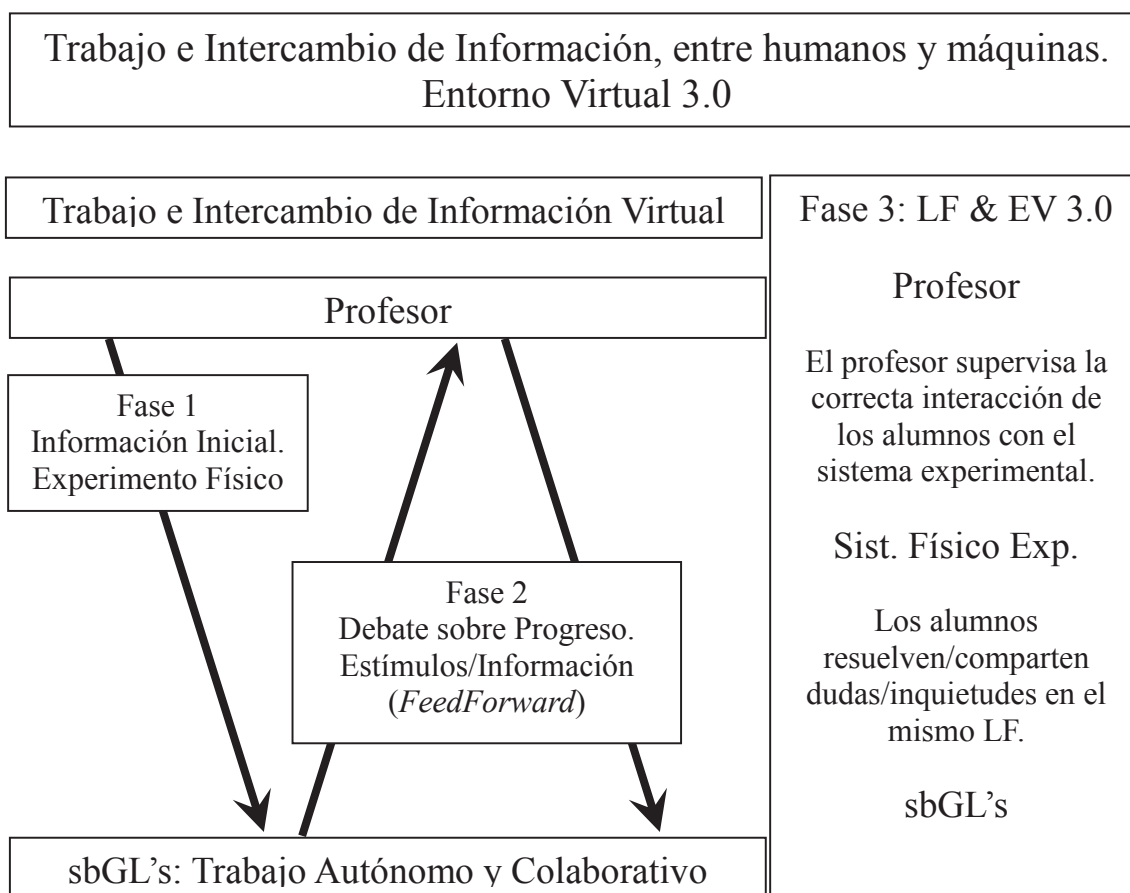 Trabajo e Intercambio de Información, entre humanos y máquinas.
Entorno Virtual 3.0
Trabajo e Intercambio de Información Virtual
Profesor
Fase 1
Información Inicial.
Experimento Físico
Fase 2
Debate sobre Progreso.
Estímulos/Información
(FeedForward)
sbGL’s: Trabajo Autónomo y Colaborativo
Fase 3: LF & EV 3.0
Profesor
El profesor supervisa la
correcta interacción de
los alumnos con el
sistema experimental.
Sist. Físico Exp.
Los alumnos
resuelven/comparten
dudas/inquietudes en el
mismo LF.
sbGL’s